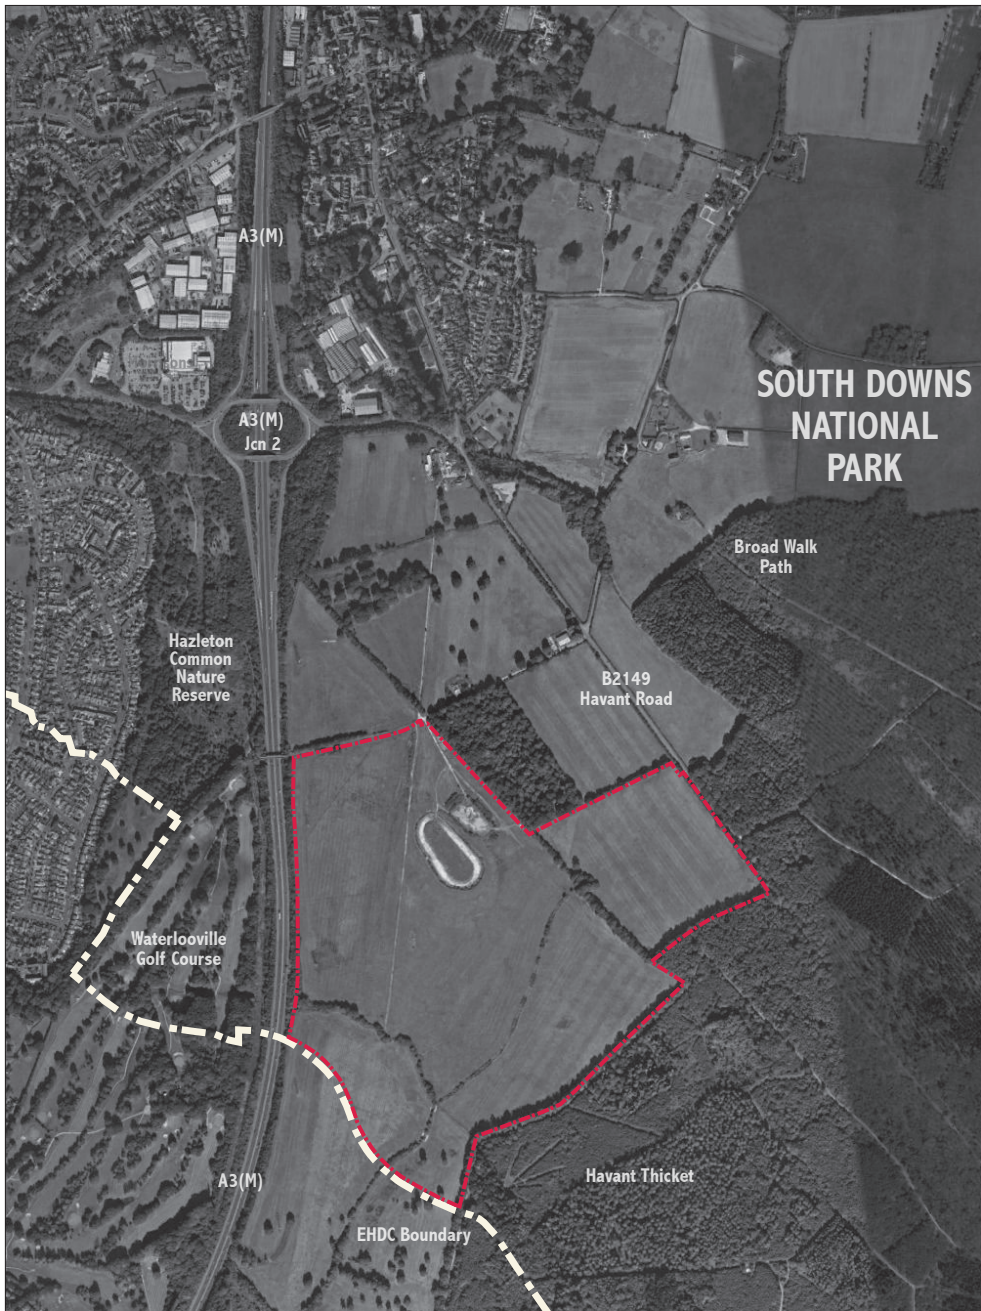 A3(M)
A3(M)
Jcn 2
SOUTH DOWNS
NATIONAL
PARK
Broad Walk
Path
Hazleton
Common
Nature
Reserve
B2149
Havant Road
Waterlooville
Golf Course
A3(M)
Havant Thicket
EHDC Boundary